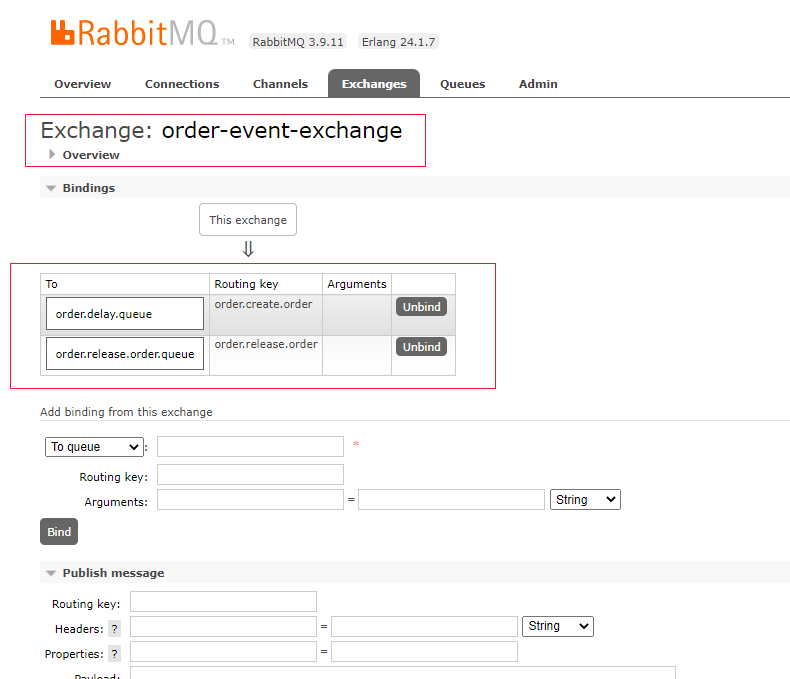 RabbitMQ TM RabbitMQ 3.9.11 Erlang 24.1.7
Overview Connections Channels Exchanges Queues Admin
Exchange: order-event-exchange
Overview
Bindings
This exchange
⇓
To Routing key Arguments
order.delay.queue order.create.order Unbind
order.release.order.queue order.release.order Unbind
Add binding from this exchange
To queue : *
Routing key:
Arguments: = String
Bind
Publish message
Routing key:
Headers: ? = String
Properties: ? =
Payload: